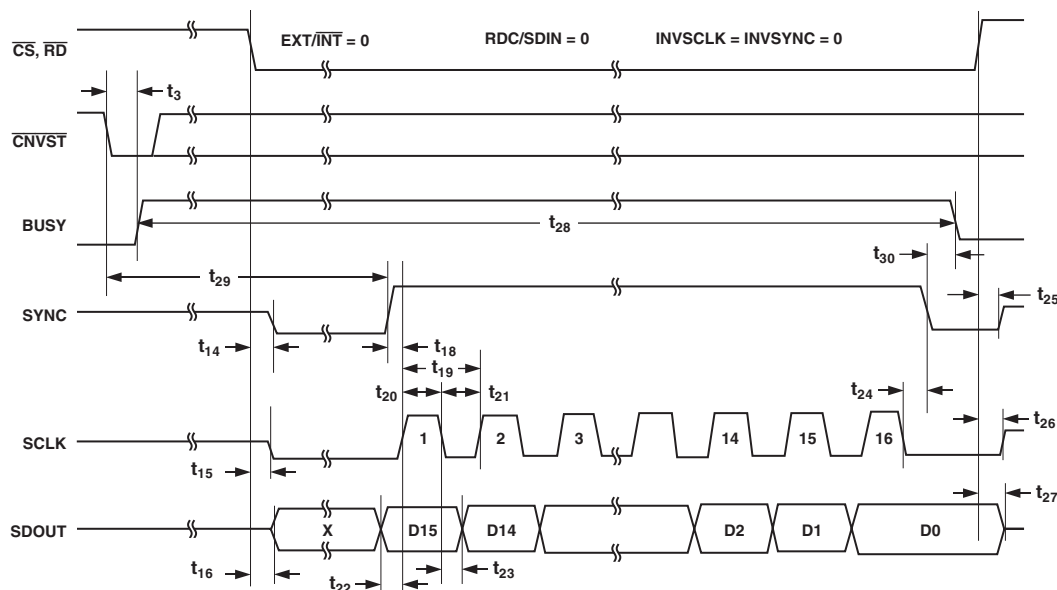 EXT/INT = 0 RDC/SDIN = 0 INVSCLK = INVSYNC = 0
CS, RD
t3
CNVST
BUSY
t28
t30
t29
t25
SYNC
t14
t18
t19
t20
t21
t24
t26
SCLK
1 2 3 14 15 16
t15
t27
SDOUT
X D15 D14 D2 D1 D0
t16
t22
t23